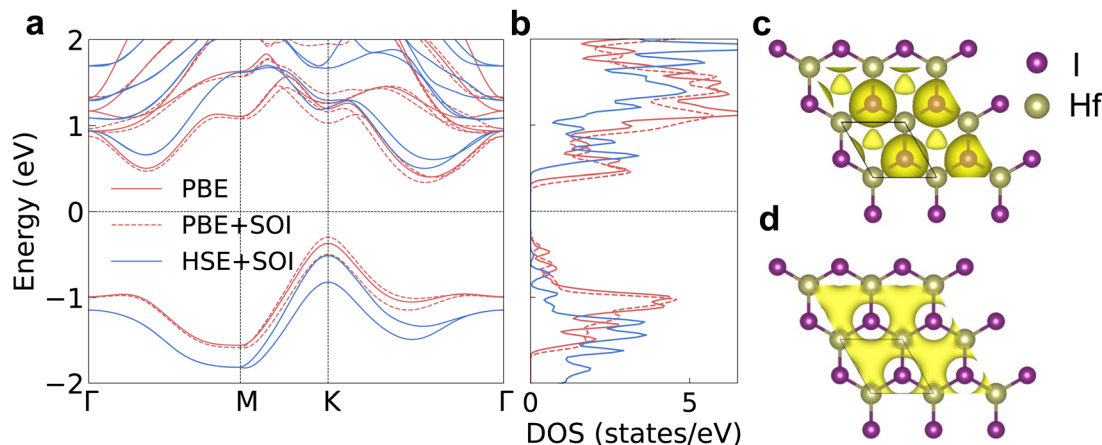 a
2
1
0
−1
−2
Energy (eV)
PBE
PBE+SOI
HSE+SOI
Γ M K Γ
b
0 5
DOS (states/eV)
c
I
Hf
d